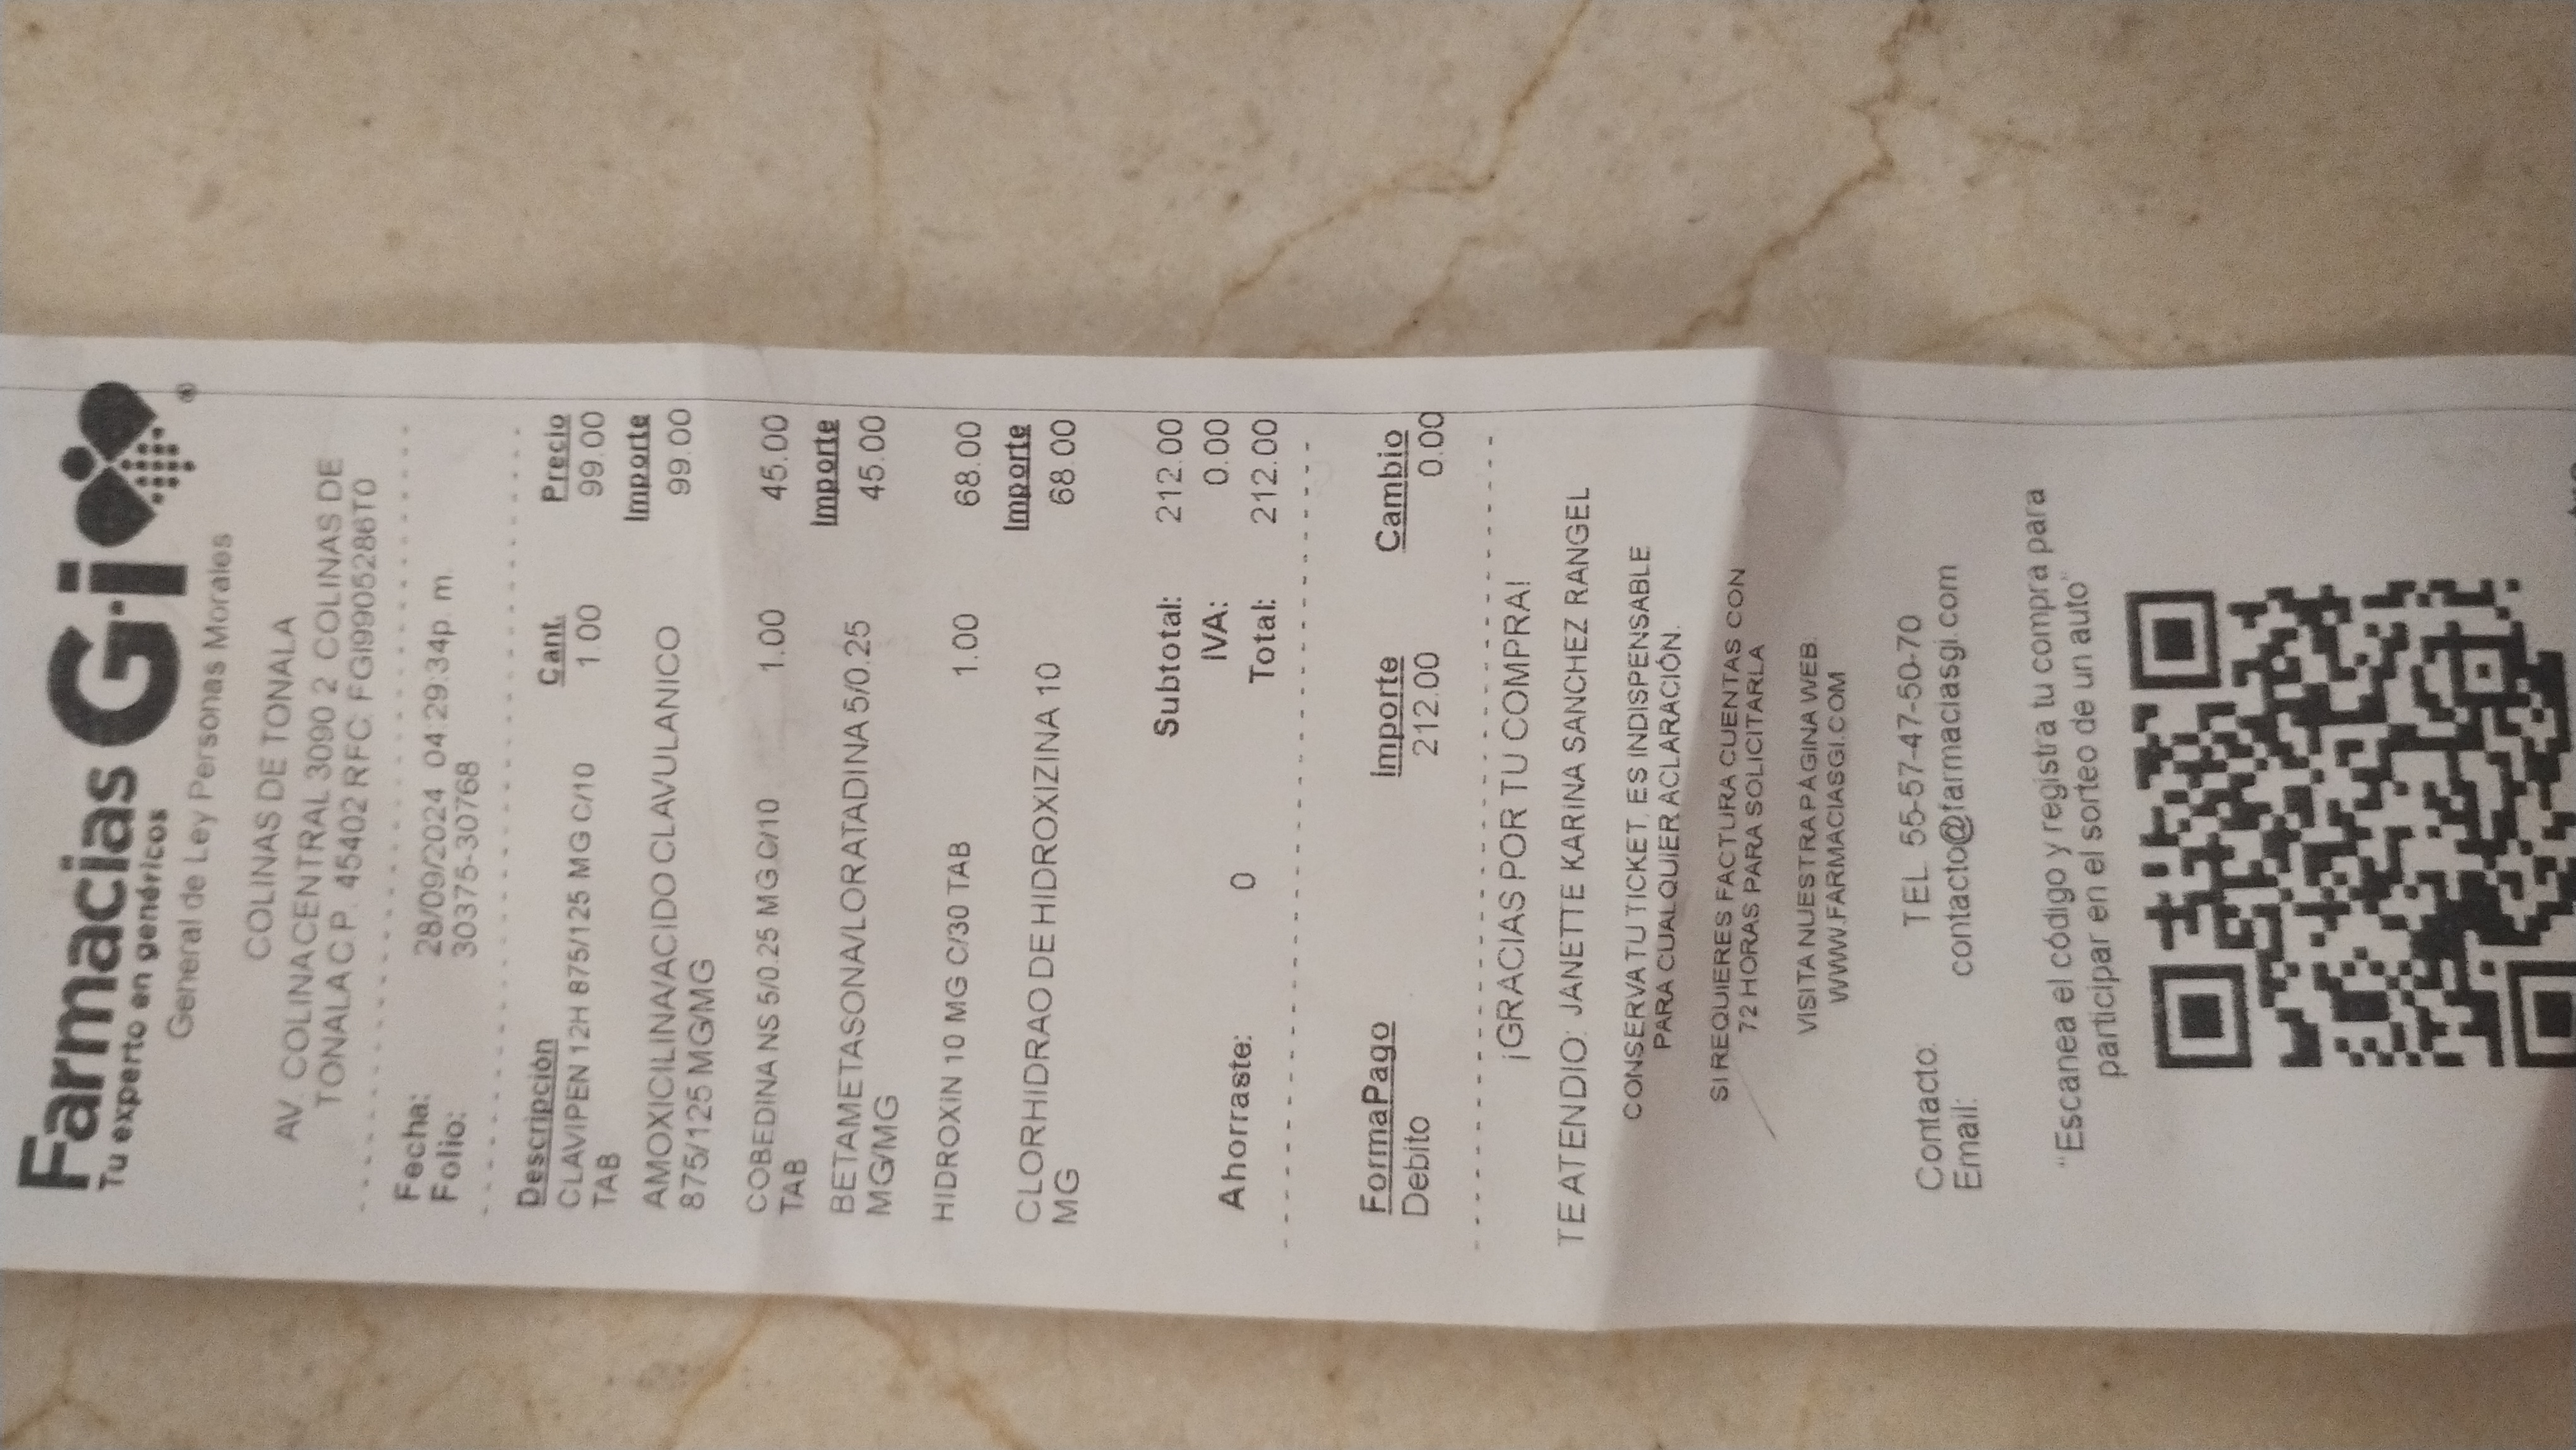 Farmacias G·i ®
Tu experto en genéricos
General de Ley Personas Morales
COLINAS DE TONALA
AV. COLINA CENTRAL 3090 2 COLINAS DE
TONALA C.P. 45402 RFC: FGI9905286T0
Fecha: 28/09/2024 04:29:34p. m.
Folio: 30375-30768
Descripción Cant. Precio
CLAVIPEN 12H 875/125 MG C/10 1.00 99.00
TAB Importe
AMOXICILINA/ACIDO CLAVULANICO 99.00
875/125 MG/MG
COBEDINA NS 5/0.25 MG C/10 1.00 45.00
TAB Importe
BETAMETASONA/LORATADINA 5/0.25 45.00
MG/MG
HIDROXIN 10 MG C/30 TAB 1.00 68.00
Importe
CLORHIDRAO DE HIDROXIZINA 10 68.00
MG
Subtotal: 212.00
IVA: 0.00
Ahorraste: 0 Total: 212.00
FormaPago Importe Cambio
Debito 212.00 0.00
¡GRACIAS POR TU COMPRA!
TE ATENDIO: JANETTE KARINA SANCHEZ RANGEL
CONSERVA TU TICKET, ES INDISPENSABLE
PARA CUALQUIER ACLARACIÓN.
SI REQUIERES FACTURA CUENTAS CON
72 HORAS PARA SOLICITARLA
VISITA NUESTRA PÁGINA WEB:
WWW.FARMACIASGI.COM
Contacto: TEL. 55-57-47-50-70
Email: contacto@farmaciasgi.com
"Escanea el código y registra tu compra para
participar en el sorteo de un auto"